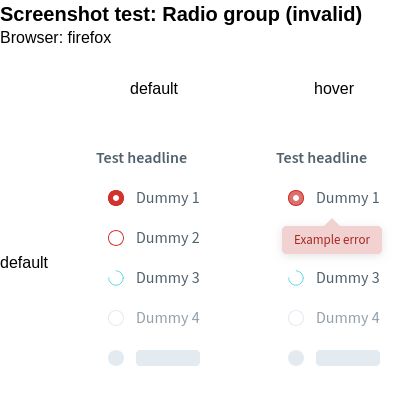 Screenshot test: Radio group (invalid)
Browser: firefox
default hover
Test headline Test headline
Dummy 1 Dummy 1
Dummy 2 Example error
default
Dummy 3 Dummy 3
Dummy 4 Dummy 4